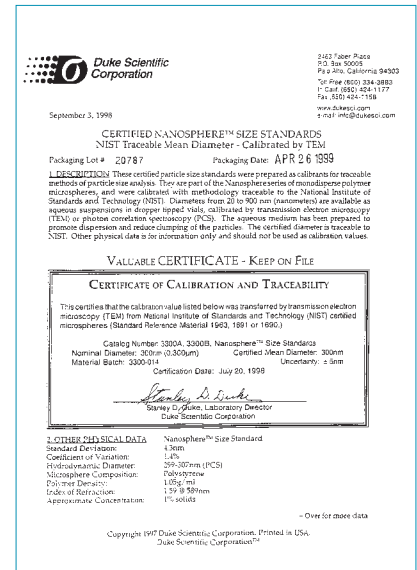 Duke Scientific
Corporation
2463 Faber Place
P.O. Box 50005
Palo Alto, California 94303
Toll Free (800) 334-3883
In Calif. (650) 424-1177
Fax (650) 424-1158
www.dukesci.com
e-mail: info@dukesci.com
September 3, 1998
CERTIFIED NANOSPHERE™ SIZE STANDARDS
NIST Traceable Mean Diameter - Calibrated by TEM
Packaging Lot # 20787 Packaging Date: APR 26 1999
1. DESCRIPTION These certified particle size standards were prepared as calibrants for traceable
methods of particle size analysis. They are part of the Nanosphere series of monodisperse polymer
microspheres, and were calibrated with methodology traceable to the National Institute of
Standards and Technology (NIST). Diameters from 20 to 900 nm (nanometers) are available as
aqueous suspensions in dropper tipped vials, calibrated by transmission electron microscopy
(TEM) or photon correlation spectroscopy (PCS). The aqueous medium has been prepared to
promote dispersion and reduce clumping of the particles. The certified diameter is traceable to
NIST. Other physical data is for information only and should not be used as calibration values.
VALUABLE CERTIFICATE - KEEP ON FILE
CERTIFICATE OF CALIBRATION AND TRACEABILITY
This certifies that the calibration value listed below was transferred by transmission electron
microscopy (TEM) from National Institute of Standards and Technology (NIST) certified
microspheres (Standard Reference Material 1963, 1691 or 1690.)
Catalog Number: 3300A, 3300B, Nanosphere™ Size Standards
Nominal Diameter: 300nm (0.300µm) Certified Mean Diameter: 300nm
Material Batch: 3300-014 Uncertainty: ± 5nm
Certification Date: July 20, 1998
Stanley D. Duke
Stanley D. Duke, Laboratory Director
Duke Scientific Corporation
2. OTHER PHYSICAL DATA Nanosphere™ Size Standard
Standard Deviation: 4.3nm
Coefficient of Variation: 1.4%
Hydrodynamic Diameter: 299-307nm (PCS)
Microsphere Composition: Polystyrene
Polymer Density: 1.05g/ml
Index of Refraction: 1.59 @ 589nm
Approximate Concentration: 1% solids
– Over for more data
Copyright 1997 Duke Scientific Corporation. Printed in USA.
Duke Scientific Corporation™